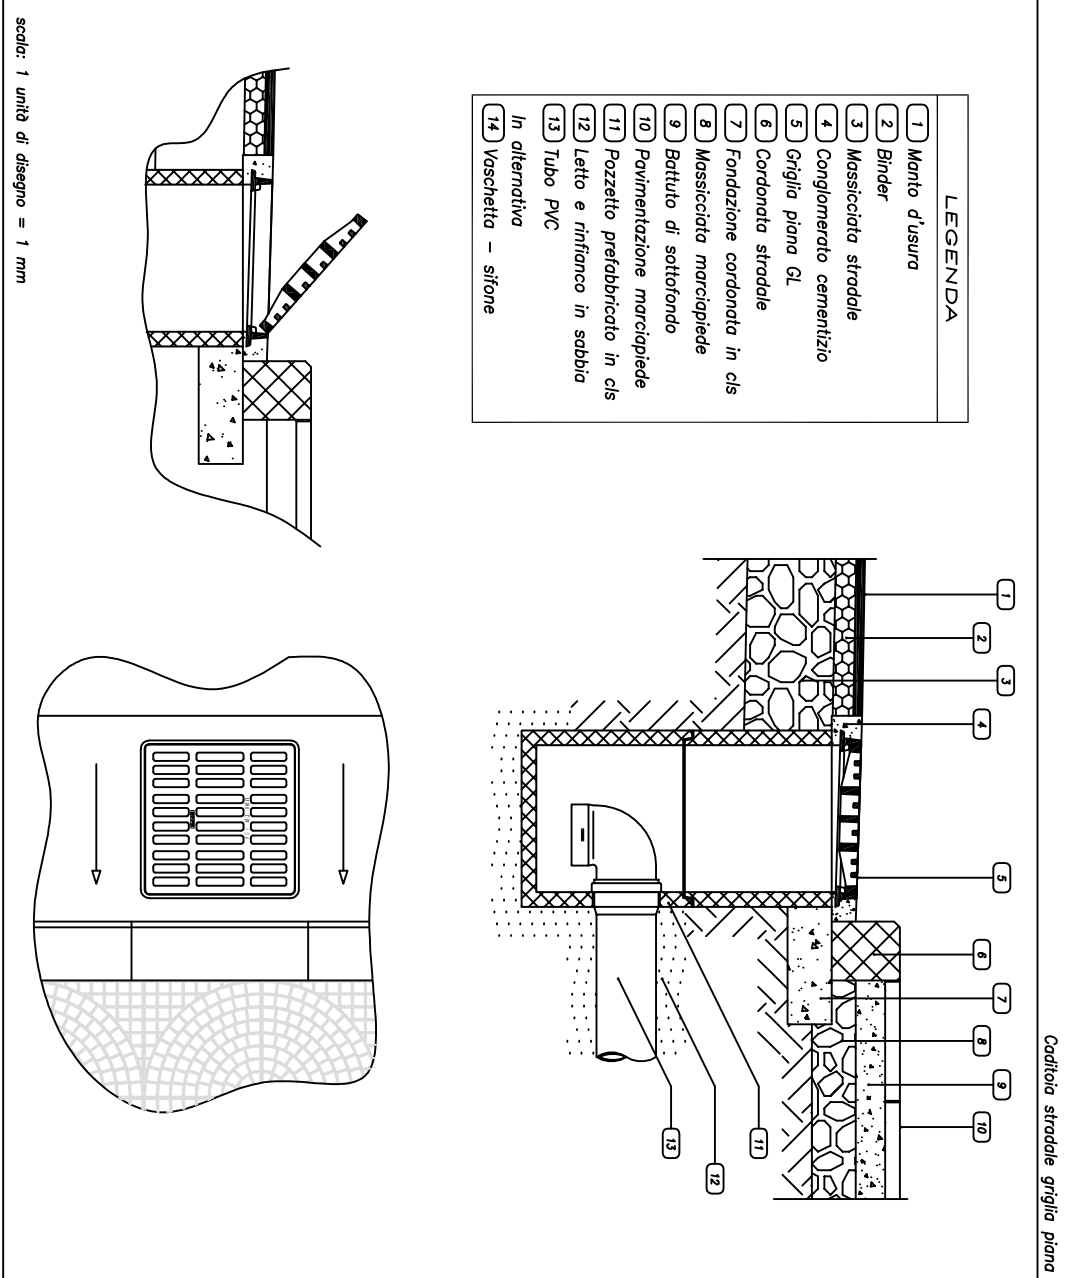 Caditoia stradale griglia piana
LEGENDA
1 Manto d'usura
2 Binder
3 Massicciata stradale
4 Conglomerato cementizio
5 Griglia piana GL
6 Cordonata stradale
7 Fondazione cordonata in cls
8 Massicciata marciapiede
9 Battuto di sottofondo
10 Pavimentazione marciapiede
11 Pozzetto prefabbricato in cls
12 Letto e rinfianco in sabbia
13 Tubo PVC
In alternativa
14 Vaschetta - sifone
1
2
3
4
5
6
7
8
9
10
11
12
13
scala: 1 unità di disegno = 1 mm